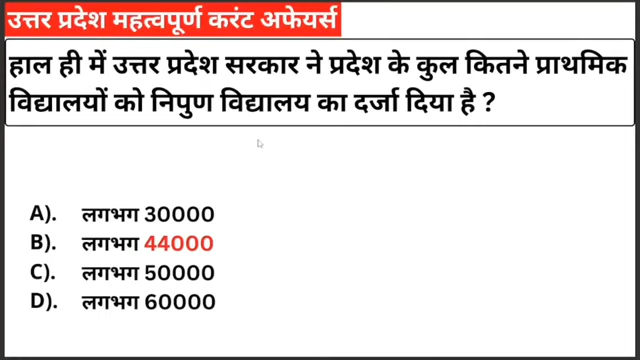 उत्तर प्रदेश महत्वपूर्ण करंट अफेयर्स
हाल ही में उत्तर प्रदेश सरकार ने प्रदेश के कुल कितने प्राथमिक
विद्यालयों को निपुण विद्यालय का दर्जा दिया है ?
A). लगभग 30000
B). लगभग 44000
C). लगभग 50000
D). लगभग 60000